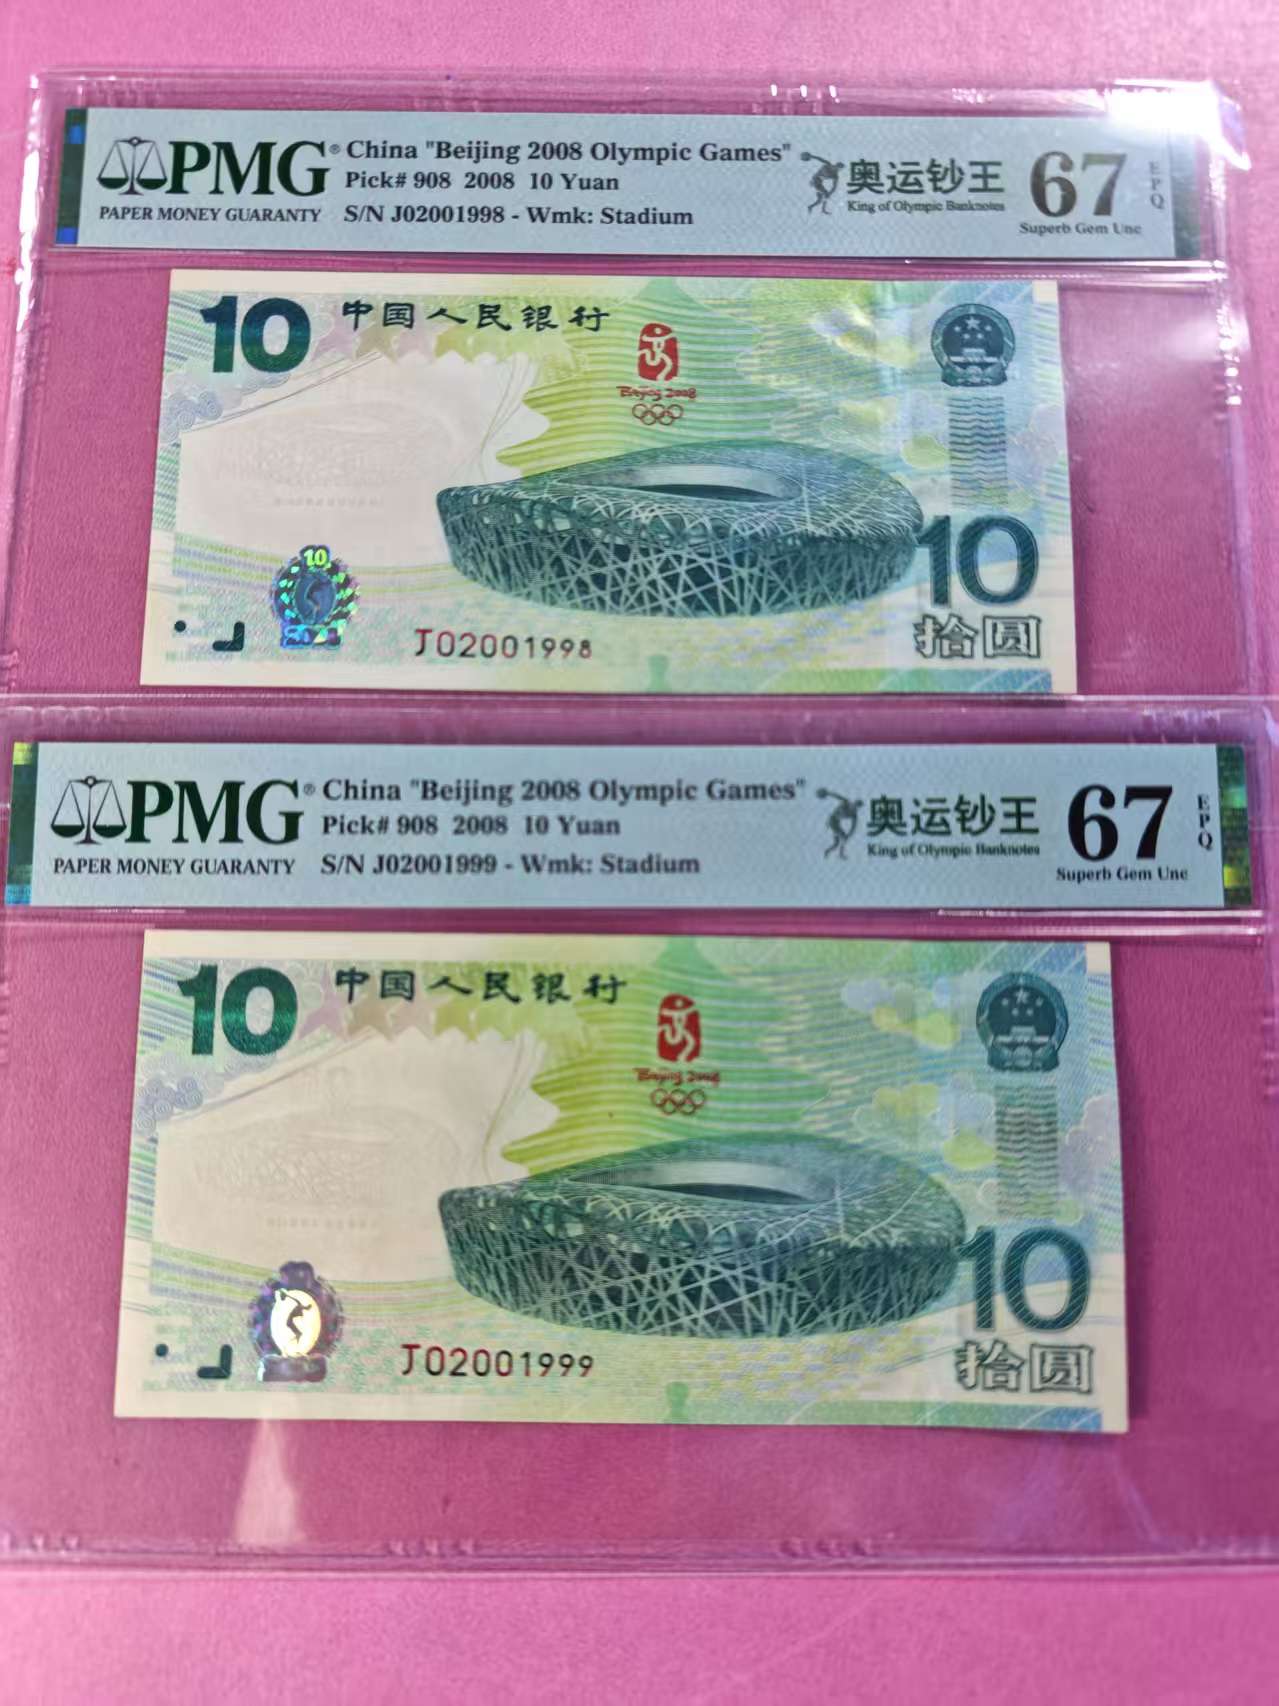 PMG® China "Beijing 2008 Olympic Games" 奥运钞王 67 EPQ
Pick# 908 2008 10 Yuan King of Olympic Banknotes
PAPER MONEY GUARANTY S/N J02001998 - Wmk: Stadium Superb Gem Unc
10 中国人民银行
Beijing 2008
10
10
J02001998 拾圆
PMG® China "Beijing 2008 Olympic Games" 奥运钞王 67 EPQ
Pick# 908 2008 10 Yuan King of Olympic Banknotes
PAPER MONEY GUARANTY S/N J02001999 - Wmk: Stadium Superb Gem Unc
10 中国人民银行
Beijing 2008
10
J02001999 拾圆